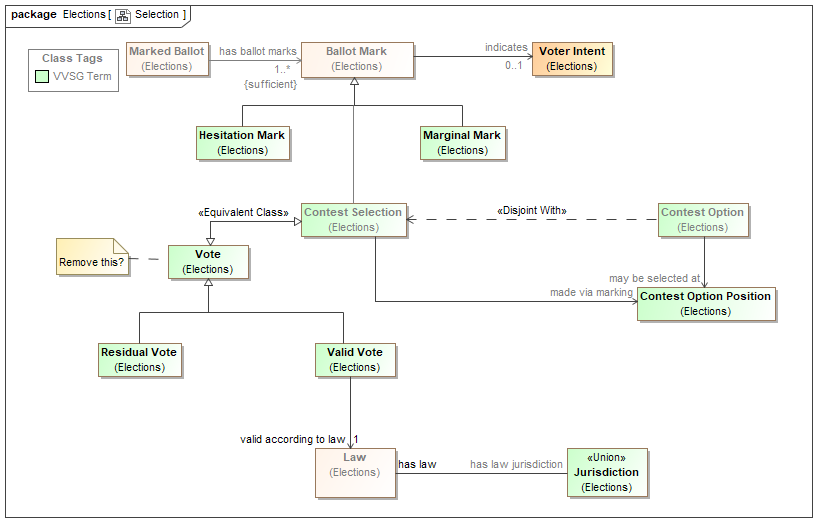 package Elections [ Selection ]
Class Tags
VVSG Term
Marked Ballot
(Elections)
has ballot marks
1..*
{sufficient}
Ballot Mark
(Elections)
indicates
0..1
Voter Intent
(Elections)
Hesitation Mark
(Elections)
Marginal Mark
(Elections)
«Equivalent Class»
Contest Selection
(Elections)
«Disjoint With»
Contest Option
(Elections)
Remove this?
Vote
(Elections)
may be selected at
made via marking
Contest Option Position
(Elections)
Residual Vote
(Elections)
Valid Vote
(Elections)
valid according to law
1
Law
(Elections)
has law
has law jurisdiction
«Union»
Jurisdiction
(Elections)